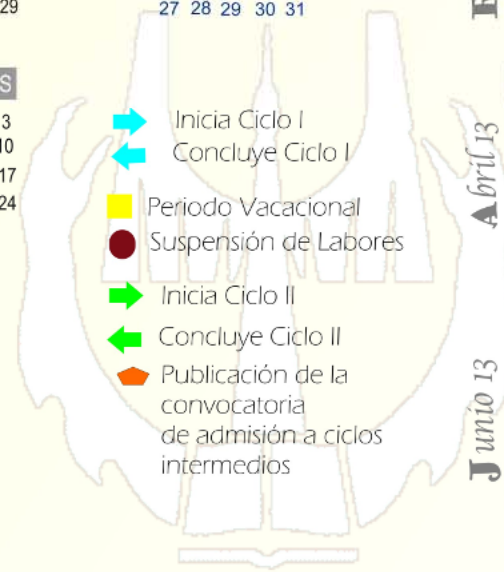 29
27 28 29 30 31
S
3
10
17
24
Inicia Ciclo I
Concluye Ciclo I
Periodo Vacacional
Suspensión de Labores
Inicia Ciclo II
Concluye Ciclo II
Publicación de la
convocatoria
de admisión a ciclos
intermedios
Abril 13
Junio 13